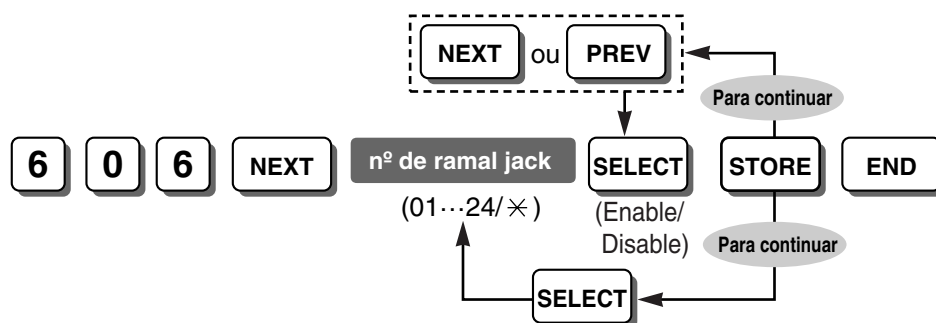 NEXT ou PREV
Para continuar
6 0 6 NEXT nº de ramal jack SELECT STORE END
(01···24/✳) (Enable/
Disable) Para continuar
SELECT